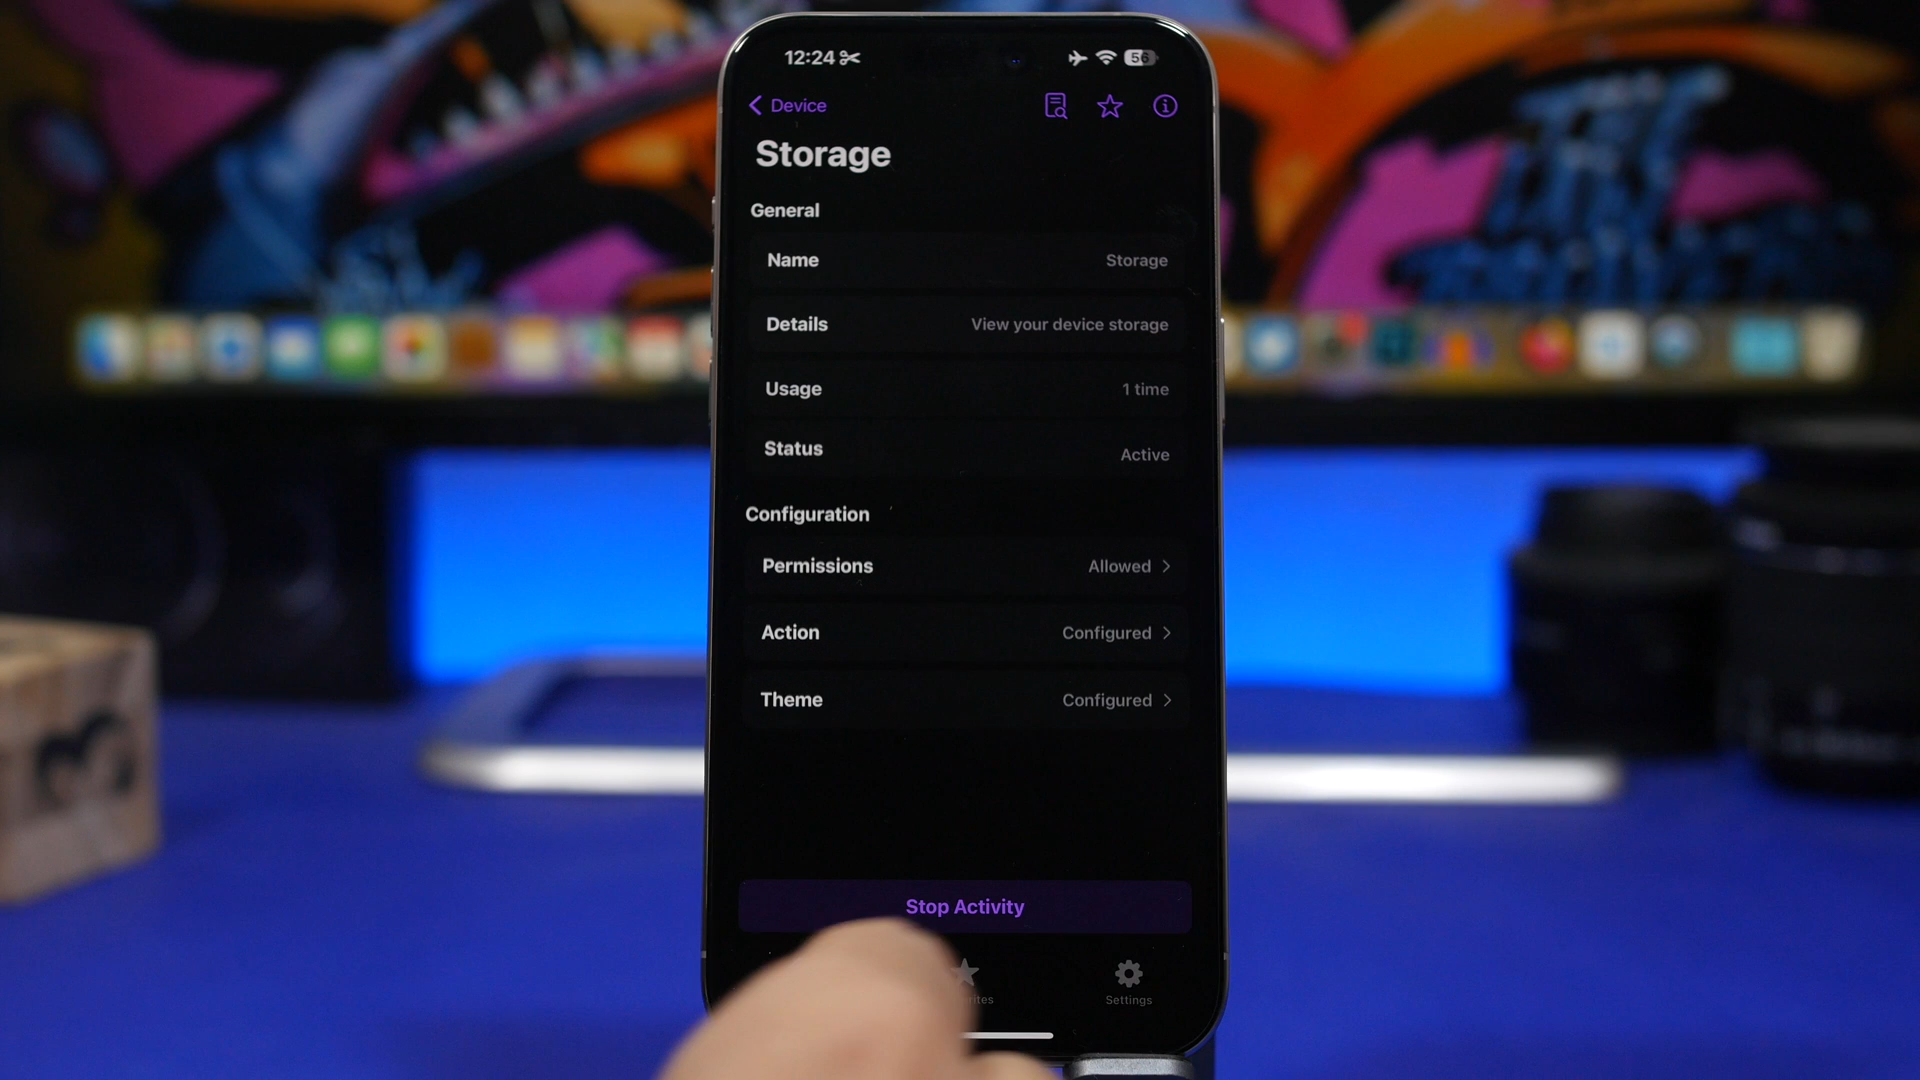 12:24
56
Device
Storage
General
Name Storage
Details View your device storage
Usage 1 time
Status Active
Configuration
Permissions Allowed
Action Configured
Theme Configured
Stop Activity
Settings